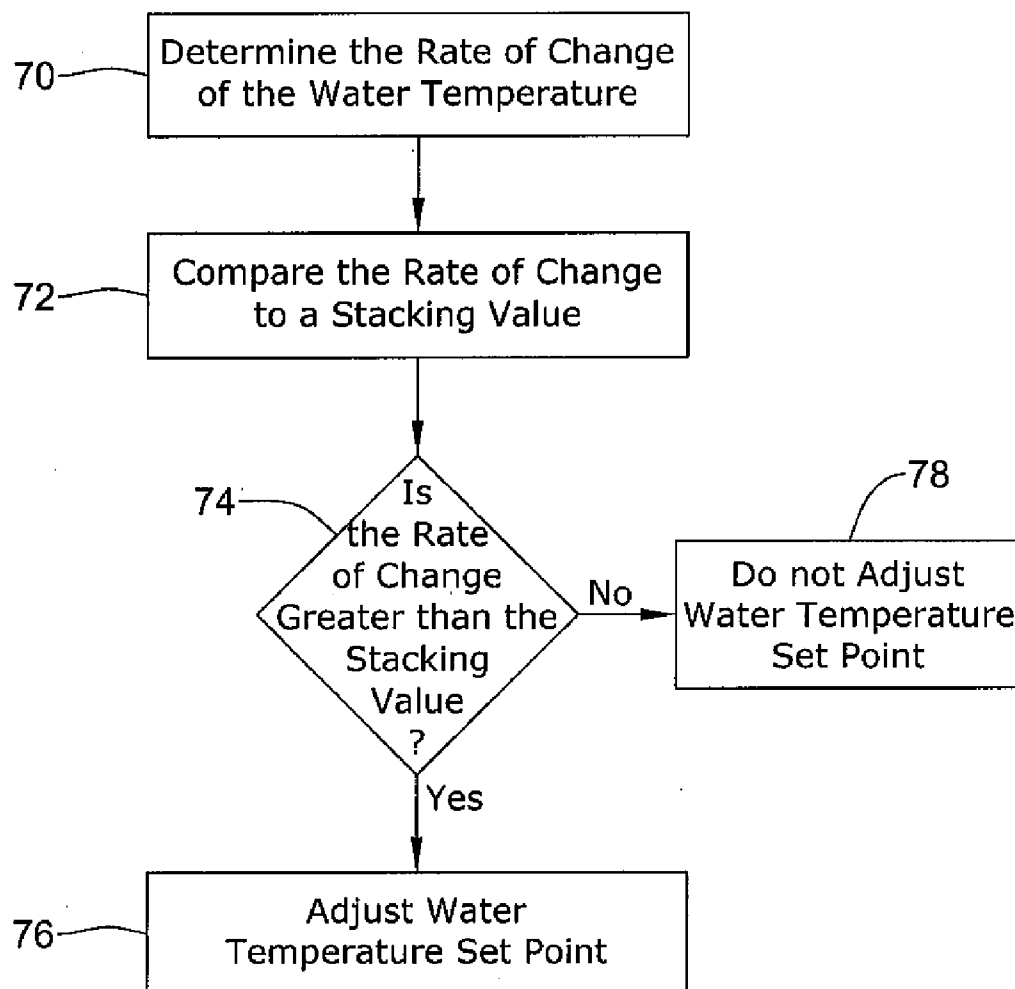 70
Determine the Rate of Change
of the Water Temperature
72
Compare the Rate of Change
to a Stacking Value
74
Is
the Rate
of Change
Greater than the
Stacking
Value
?
No
78
Do not Adjust
Water Temperature
Set Point
Yes
76
Adjust Water
Temperature Set Point